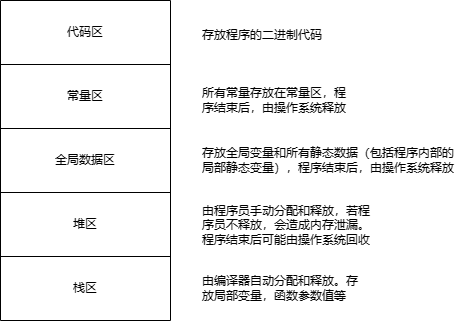 代码区
存放程序的二进制代码
常量区
所有常量存放在常量区，程
序结束后，由操作系统释放
全局数据区
存放全局变量和所有静态数据（包括程序内部的
局部静态变量），程序结束后，由操作系统释放
堆区
由程序员手动分配和释放，若程
序员不释放，会造成内存泄漏。
程序结束后可能由操作系统回收
栈区
由编译器自动分配和释放。存
放局部变量，函数参数值等